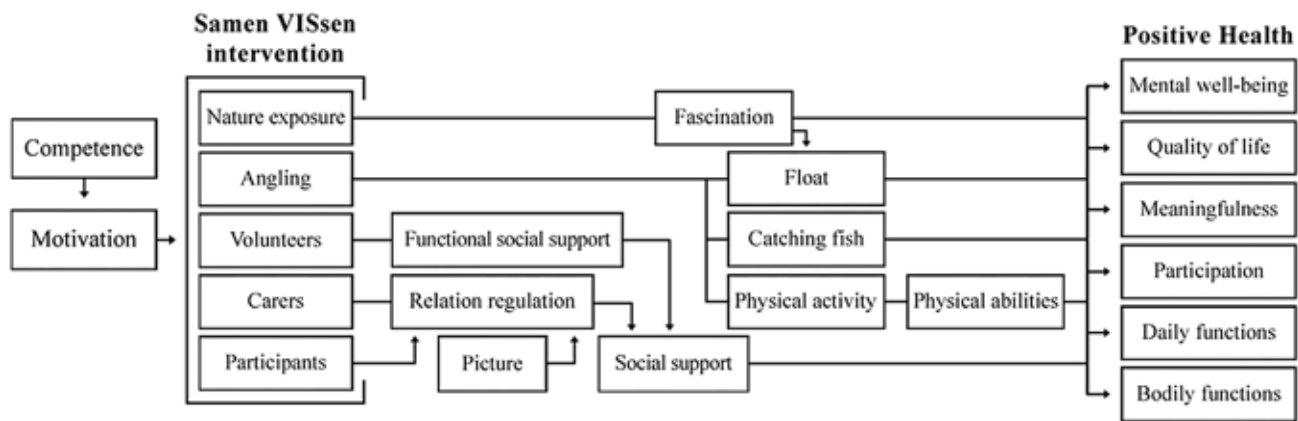 Samen VISsen
intervention
Positive Health
Competence
Motivation
Nature exposure
Angling
Volunteers
Carers
Participants
Functional social support
Relation regulation
Picture
Social support
Fascination
Float
Catching fish
Physical activity
Physical abilities
Mental well-being
Quality of life
Meaningfulness
Participation
Daily functions
Bodily functions